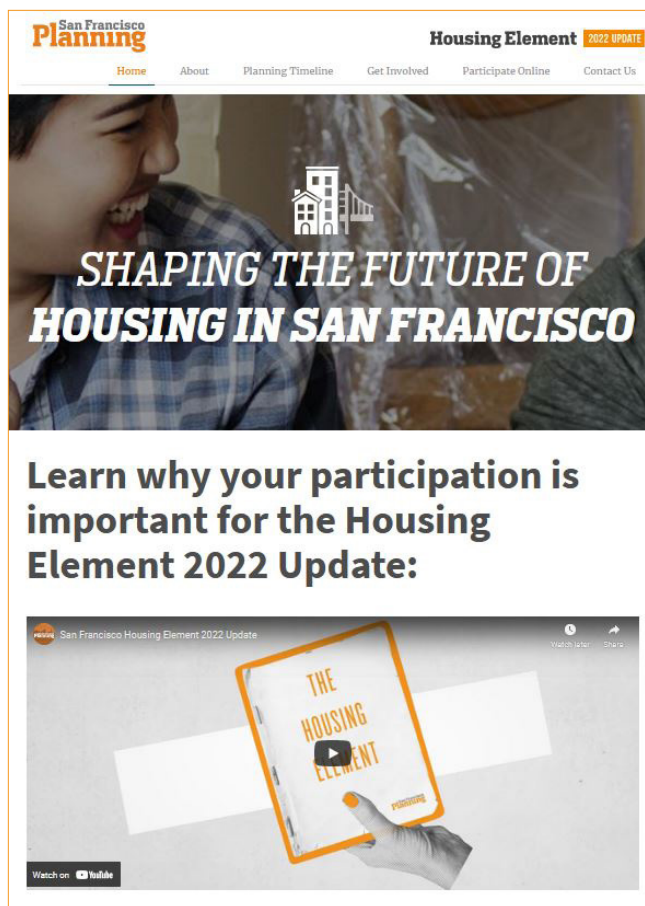 San Francisco
Planning
Housing Element 2022 UPDATE
Home About Planning Timeline Get Involved Participate Online Contact Us
SHAPING THE FUTURE OF
HOUSING IN SAN FRANCISCO
Learn why your participation is
important for the Housing
Element 2022 Update:
San Francisco Housing Element 2022 Update
Watch later Share
THE
HOUSING
ELEMENT
Planning
Watch on YouTube